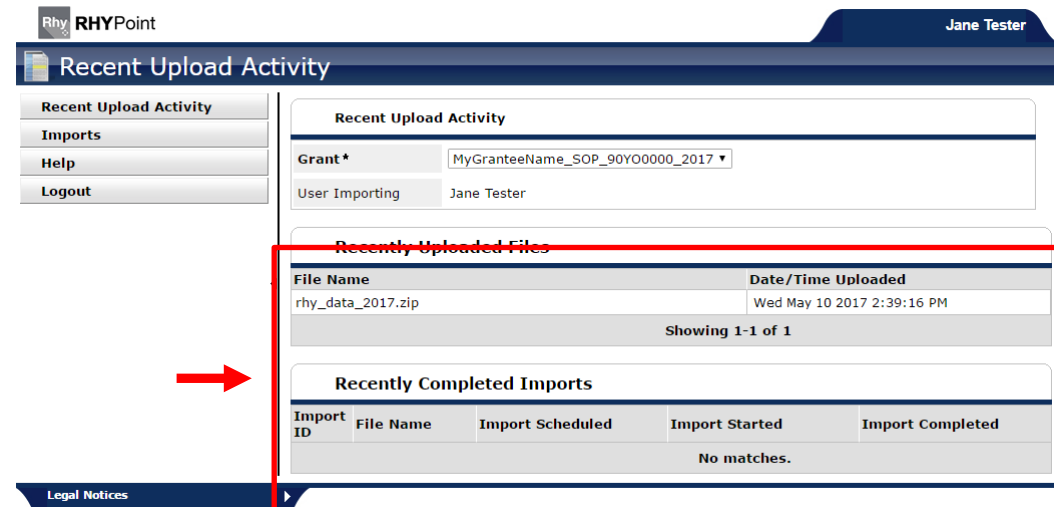 Rhy RHYPoint
Jane Tester
Recent Upload Activity
Recent Upload Activity
Imports
Help
Logout
Recent Upload Activity
Grant* MyGranteeName_SOP_90YO0000_2017
User Importing Jane Tester
Recently Uploaded Files
File Name Date/Time Uploaded
rhy_data_2017.zip Wed May 10 2017 2:39:16 PM
Showing 1-1 of 1
Recently Completed Imports
Import ID File Name Import Scheduled Import Started Import Completed
No matches.
Legal Notices